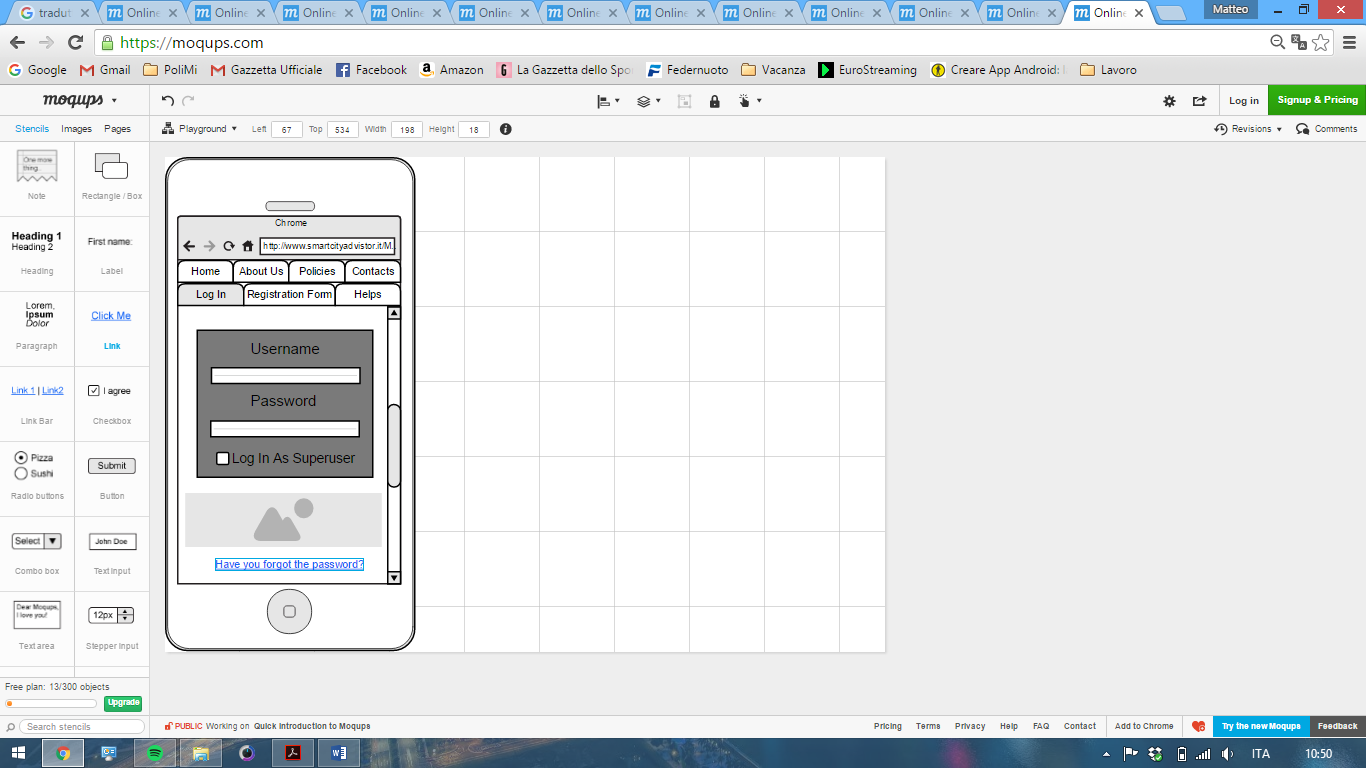 tradut
Online
Online
Online
Online
Online
Online
Online
Online
Online
Online
Online
Online
Matteo
https://moqups.com
Google
Gmail
PoliMi
Gazzetta Ufficiale
Facebook
Amazon
La Gazzetta dello Spo
Federnuoto
Vacanza
EuroStreaming
Creare App Android:
Lavoro
moqups
Log in
Signup & Pricing
Stencils Images Pages
Playground
Left 67 Top 534 Width 198 Height 18
Revisions
Comments
One more thing.
Note
Rectangle / Box
Heading 1
Heading 2
Heading
First name:
Label
Lorem,
Ipsum
Dolor
Paragraph
Click Me
Link
Link 1 | Link2
Link Bar
I agree
Checkbox
Pizza
Sushi
Radio buttons
Submit
Button
Select
Combo box
John Doe
Text input
Dear Moqups,
I love you!
Text area
12px
Stepper input
Free plan: 13/300 objects
Upgrade
Search stencils
Chrome
http://www.smartcityadvisor.it/M
Home About Us Policies Contacts
Log In Registration Form Helps
Username
Password
Log In As Superuser
Have you forgot the password?
PUBLIC Working on Quick Introduction to Moqups
Pricing Terms Privacy Help FAQ Contact Add to Chrome
Try the new Moqups
Feedback
ITA
10:50